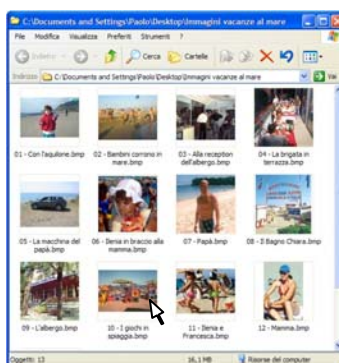 C:\Documents and Settings\Paolo\Desktop\Immagini vacanze al mare
File Modifica Visualizza Preferiti Strumenti ?
Indietro Cerca Cartelle
Indirizzo C:\Documents and Settings\Paolo\Desktop\Immagini vacanze al mare Vai
01 - Con l'aquilone.bmp
02 - Bambini corrono in mare.bmp
03 - Alla reception dell'albergo.bmp
04 - La brigata in terrazza.bmp
05 - La macchina del papà.bmp
06 - Ilenia in braccio alla mamma.bmp
07 - Papà.bmp
08 - Il Bagno Chiara.bmp
09 - L'albergo.bmp
10 - I giochi in spiaggia.bmp
11 - Ilenia e Francesca.bmp
12 - Mamma.bmp
Oggetti: 13 16,1 MB Risorse del computer